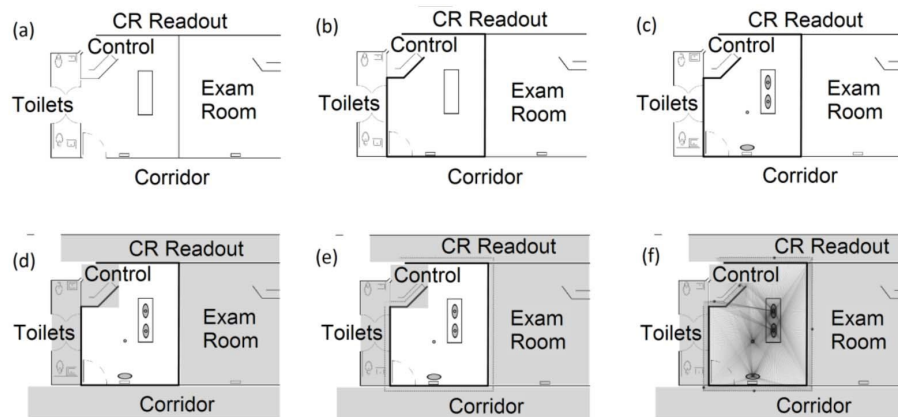 (a)
CR Readout
Control
Toilets
Exam
Room
Corridor
(b)
CR Readout
Control
Toilets
Exam
Room
Corridor
(c)
CR Readout
Control
Toilets
Exam
Room
Corridor
(d)
CR Readout
Control
Toilets
Exam
Room
Corridor
(e)
CR Readout
Control
Toilets
Exam
Room
Corridor
(f)
CR Readout
Control
Toilets
Exam
Room
Corridor